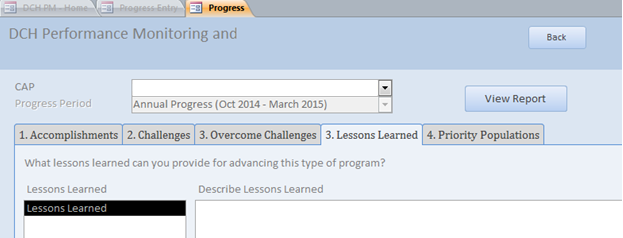 DCH PM - Home
Progress Entry
Progress
DCH Performance Monitoring and
Back
CAP
Progress Period
Annual Progress (Oct 2014 - March 2015)
View Report
1. Accomplishments
2. Challenges
3. Overcome Challenges
3. Lessons Learned
4. Priority Populations
What lessons learned can you provide for advancing this type of program?
Lessons Learned
Describe Lessons Learned
Lessons Learned